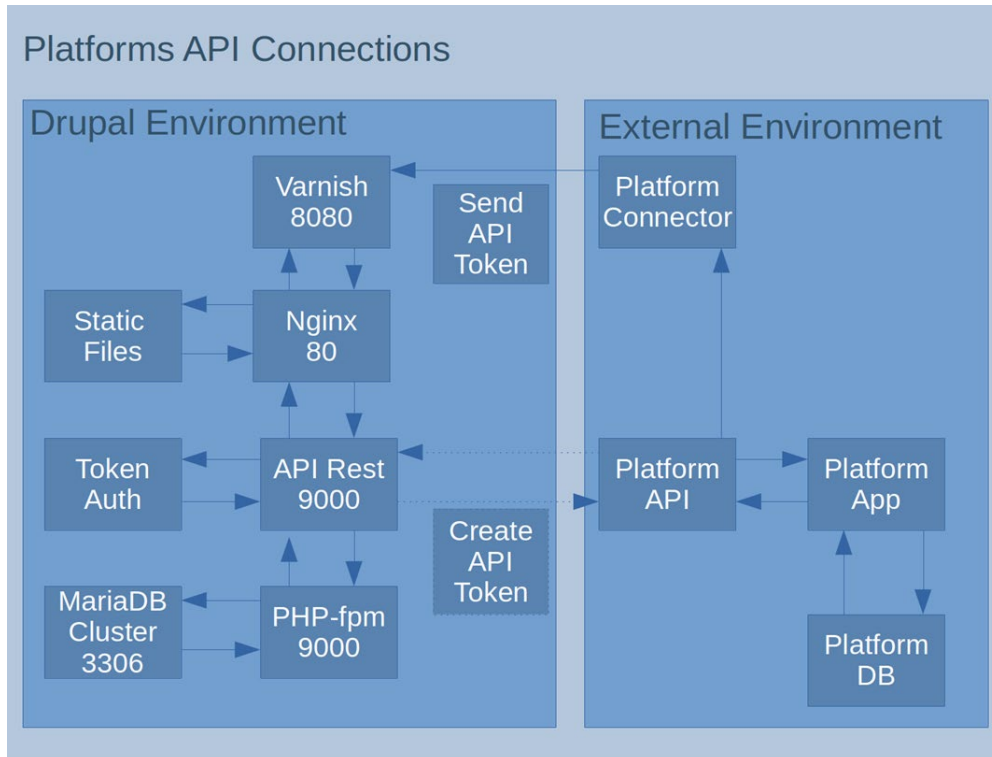 Platforms API Connections
Drupal Environment
Varnish
8080
Static
Files
Nginx
80
Token
Auth
API Rest
9000
MariaDB
Cluster
3306
PHP-fpm
9000
Send
API
Token
Create
API
Token
External Environment
Platform
Connector
Platform
API
Platform
App
Platform
DB